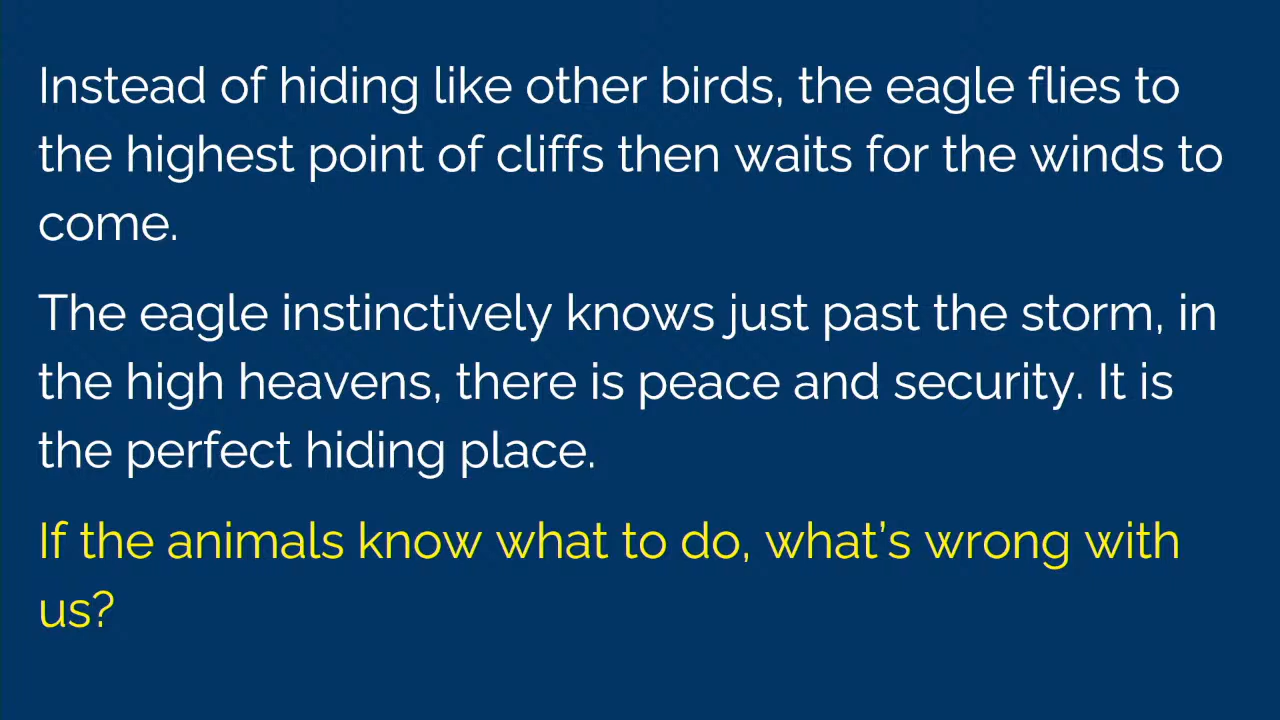 Instead of hiding like other birds, the eagle flies to
the highest point of cliffs then waits for the winds to
come.
The eagle instinctively knows just past the storm, in
the high heavens, there is peace and security. It is
the perfect hiding place.
If the animals know what to do, what’s wrong with
us?